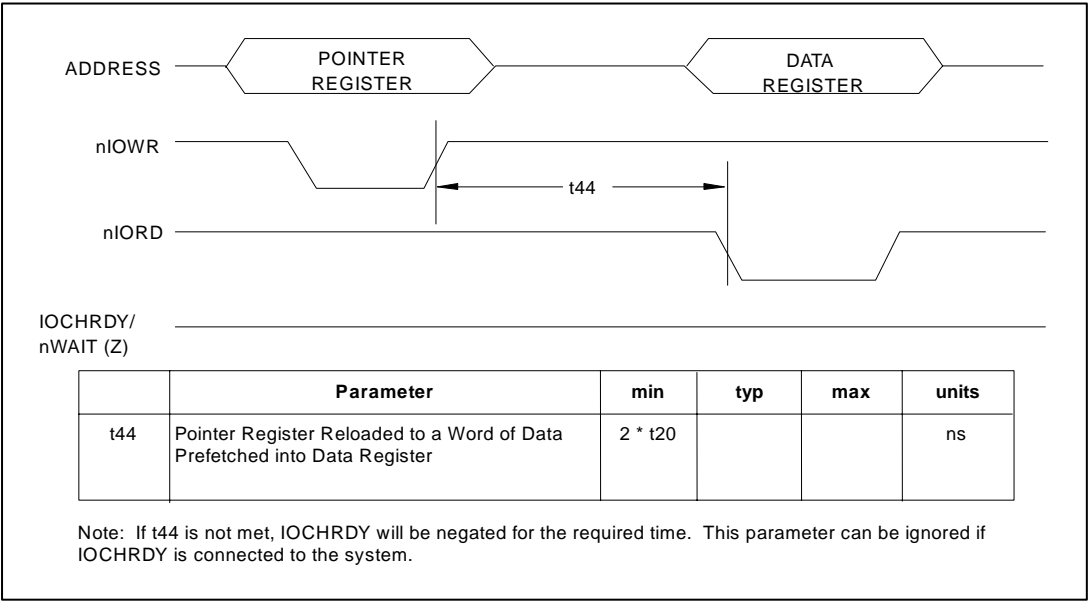 ADDRESS
POINTER
REGISTER
DATA
REGISTER
nIOWR
t44
nIORD
IOCHRDY/
nWAIT (Z)
Parameter min typ max units
t44 Pointer Register Reloaded to a Word of Data 2 * t20 ns
Prefetched into Data Register
Note: If t44 is not met, IOCHRDY will be negated for the required time. This parameter can be ignored if
IOCHRDY is connected to the system.